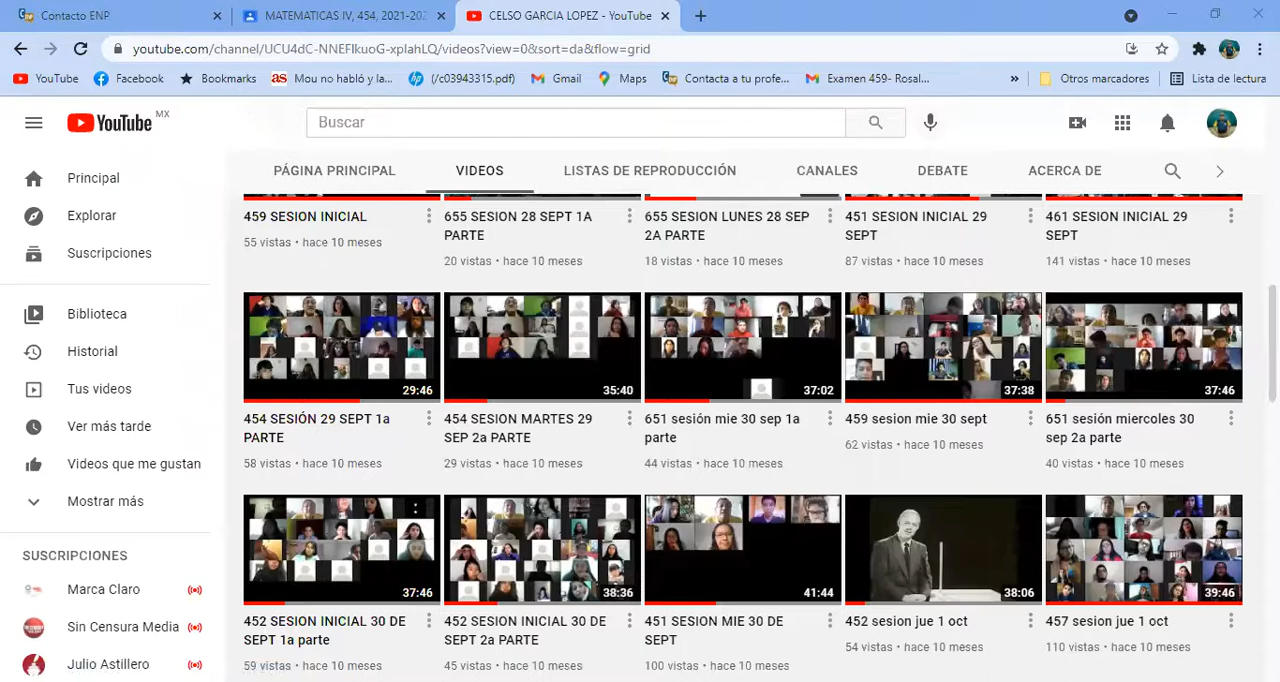 Contacto ENP
MATEMATICAS IV, 454, 2021-202
CELSO GARCIA LOPEZ - YouTube
youtube.com/channel/UCU4dC-NNEFIkuoG-xplahLQ/videos?view=0&sort=da&flow=grid
YouTube
Facebook
Bookmarks
as
Mou no habló y la...
(/c03943315.pdf)
Gmail
Maps
Contacta a tu profe...
Examen 459- Rosal...
»
Otros marcadores
Lista de lectura
YouTube MX
Buscar
PÁGINA PRINCIPAL
VIDEOS
LISTAS DE REPRODUCCIÓN
CANALES
DEBATE
ACERCA DE
Principal
Explorar
Suscripciones
Biblioteca
Historial
Tus videos
Ver más tarde
Videos que me gustan
Mostrar más
SUSCRIPCIONES
Marca Claro
Sin Censura Media
Julio Astillero
459 SESION INICIAL
55 vistas • hace 10 meses
655 SESION 28 SEPT 1A
PARTE
20 vistas • hace 10 meses
655 SESION LUNES 28 SEP
2A PARTE
18 vistas • hace 10 meses
451 SESION INICIAL 29
SEPT
87 vistas • hace 10 meses
461 SESION INICIAL 29
SEPT
141 vistas • hace 10 meses
29:46
454 SESIÓN 29 SEPT 1a
PARTE
58 vistas • hace 10 meses
35:40
454 SESION MARTES 29
SEP 2a PARTE
29 vistas • hace 10 meses
37:02
651 sesión mie 30 sep 1a
parte
44 vistas • hace 10 meses
37:38
459 sesion mie 30 sept
62 vistas • hace 10 meses
37:46
651 sesión miercoles 30
sep 2a parte
40 vistas • hace 10 meses
37:46
452 SESION INICIAL 30 DE
SEPT 1a parte
59 vistas • hace 10 meses
38:36
452 SESION INICIAL 30 DE
SEPT 2a PARTE
45 vistas • hace 10 meses
41:44
451 SESION MIE 30 DE
SEPT
100 vistas • hace 10 meses
38:06
452 sesion jue 1 oct
54 vistas • hace 10 meses
39:46
457 sesion jue 1 oct
110 vistas • hace 10 meses